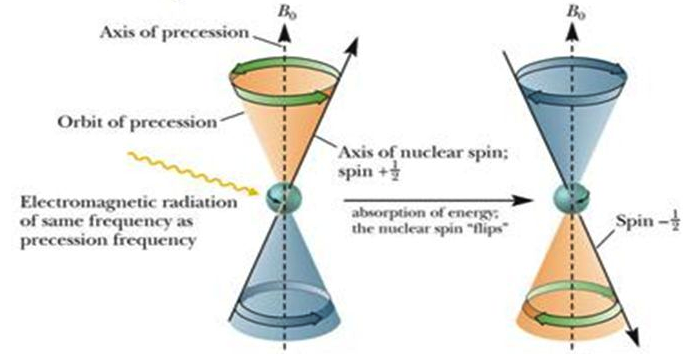 B₀
Axis of precession
Orbit of precession
Axis of nuclear spin;
spin +½
Electromagnetic radiation
of same frequency as
precession frequency
absorption of energy;
the nuclear spin "flips"
B₀
Spin −½